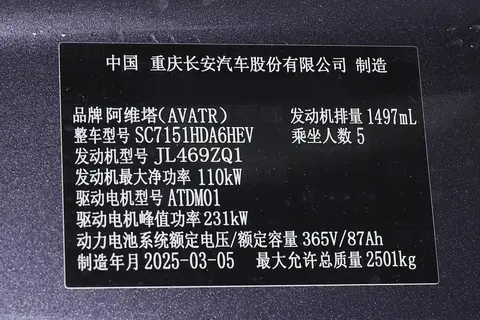 中国 重庆长安汽车股份有限公司 制造
品牌 阿维塔(AVATR) 发动机排量 1497mL
整车型号 SC7151HDA6HEV 乘坐人数 5
发动机型号 JL469ZQ1
发动机最大净功率 110kW
驱动电机型号 ATDM01
驱动电机峰值功率 231kW
动力电池系统额定电压/额定容量 365V/87Ah
制造年月 2025-03-05 最大允许总质量 2501kg